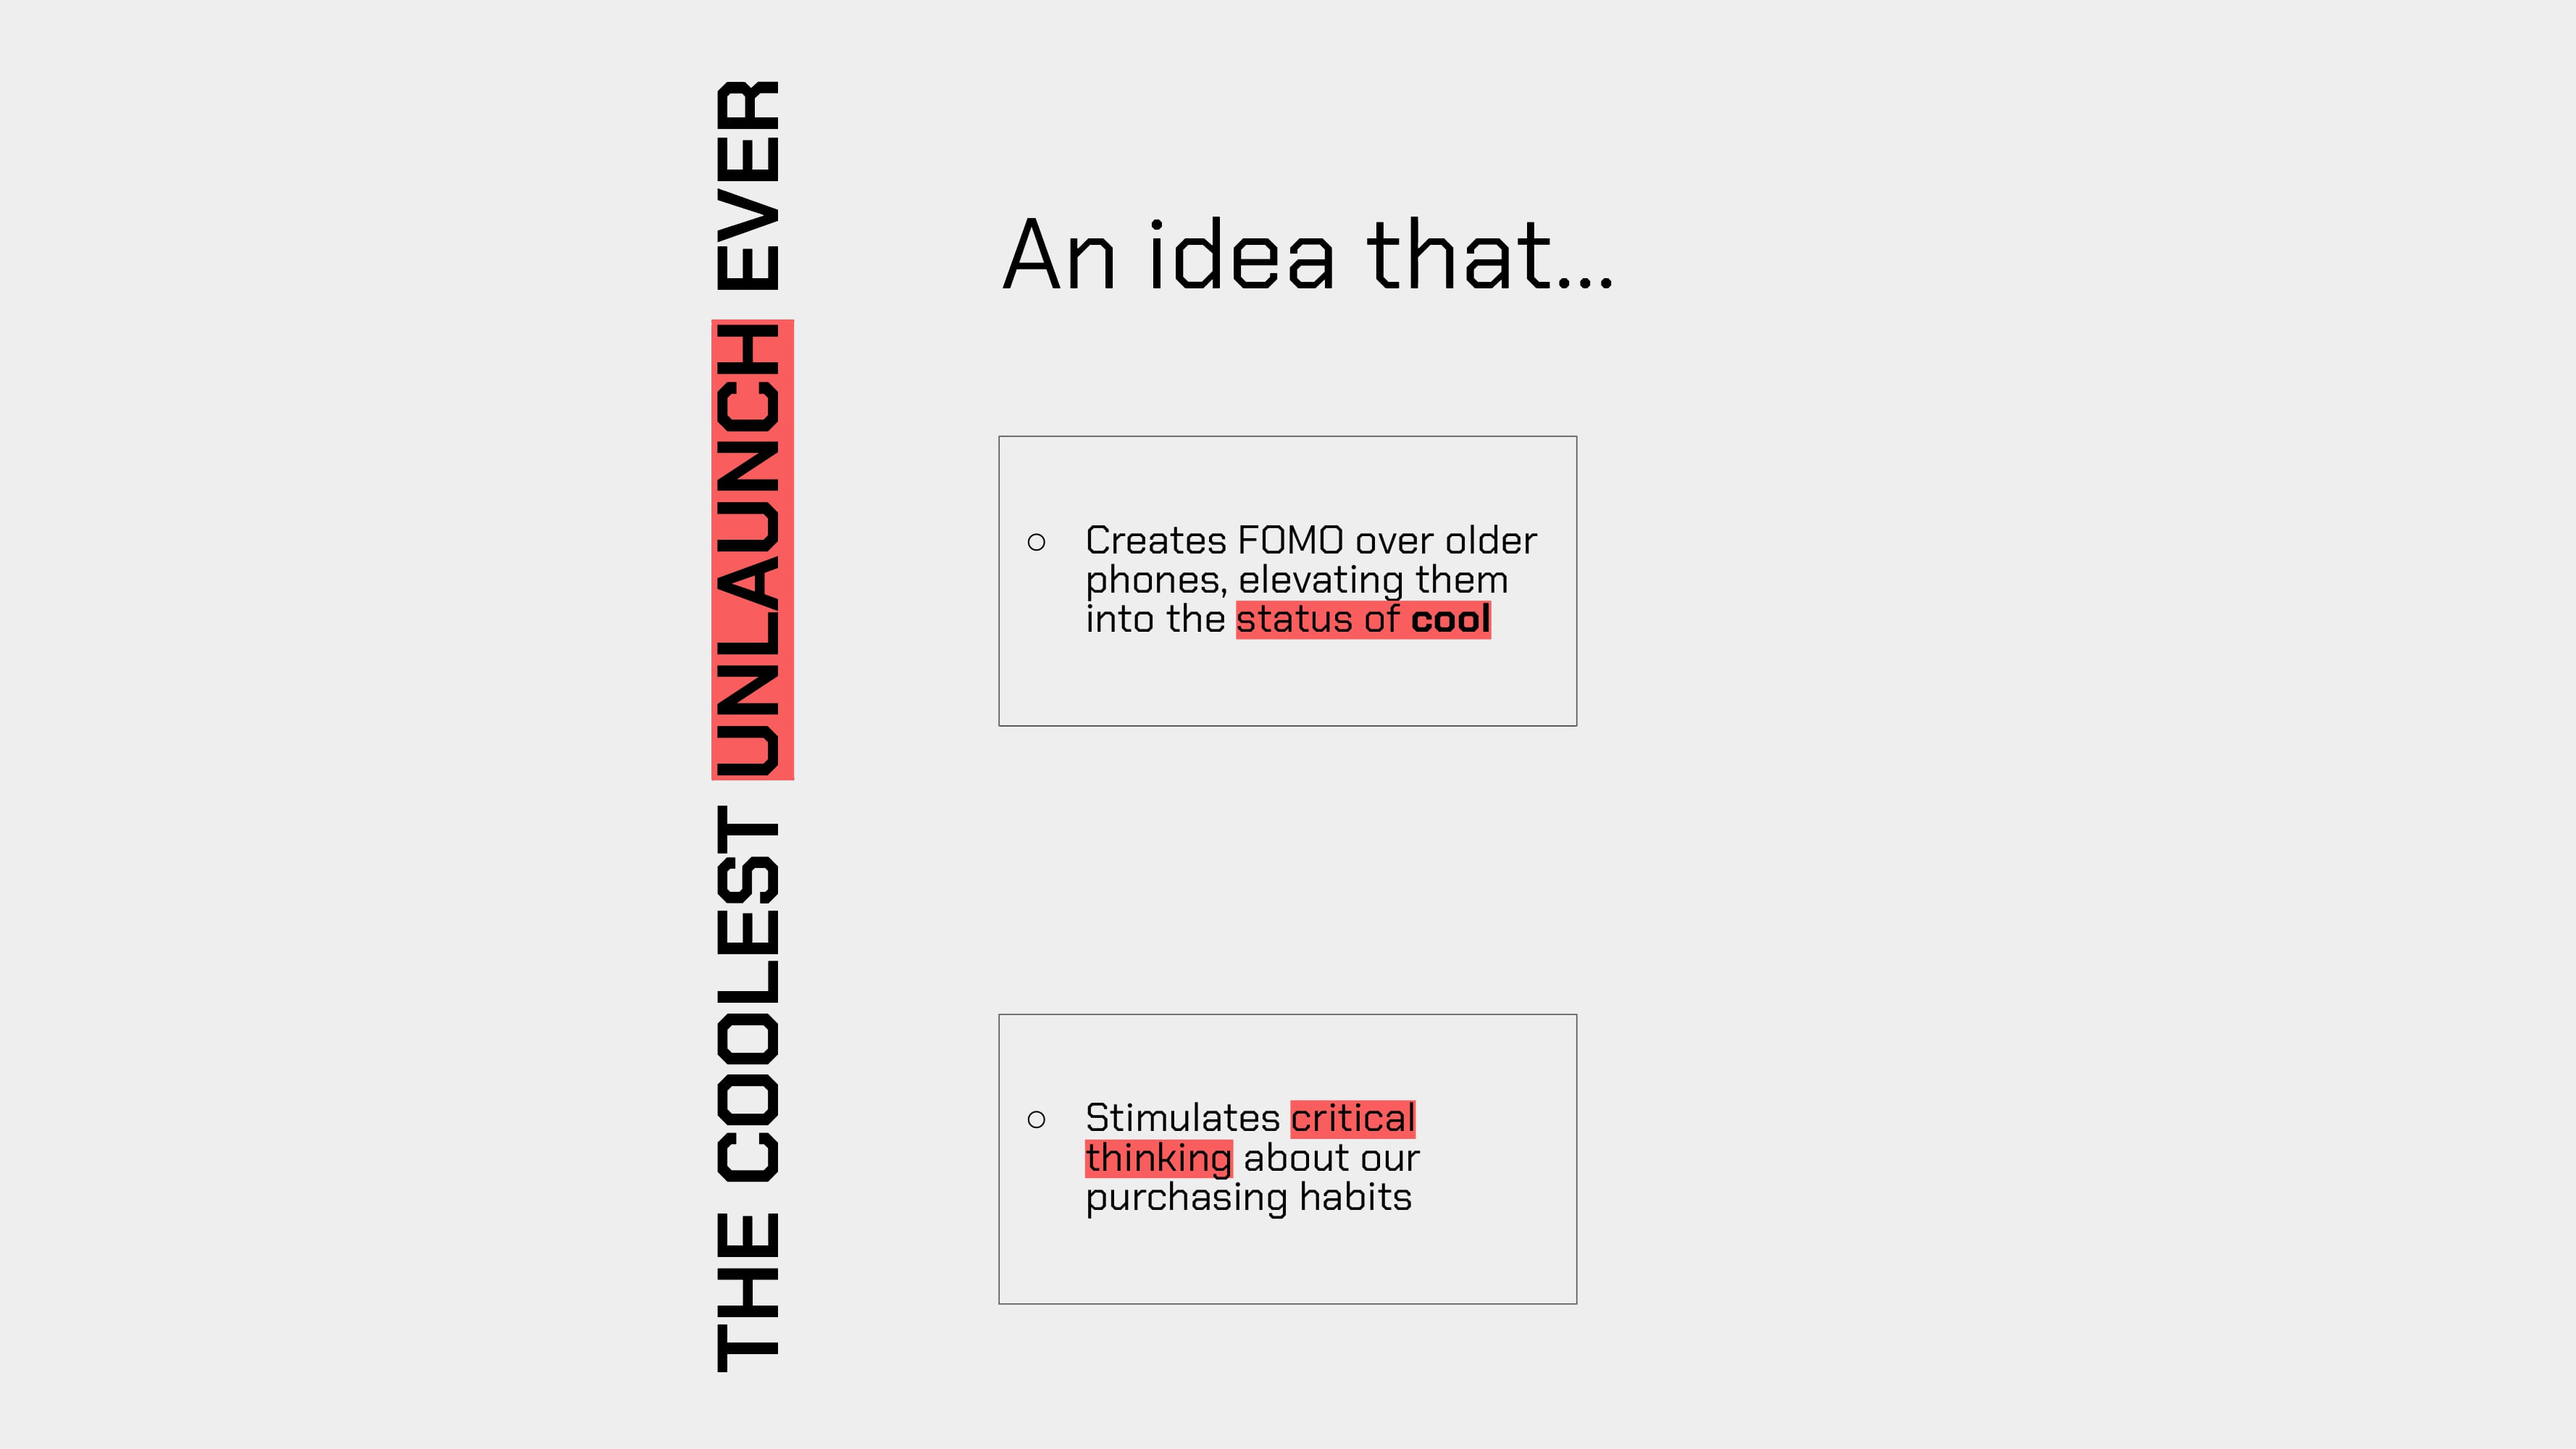 THE COOLEST UNLAUNCH EVER
An idea that...
○ Creates FOMO over older
phones, elevating them
into the status of cool
○ Stimulates critical
thinking about our
purchasing habits